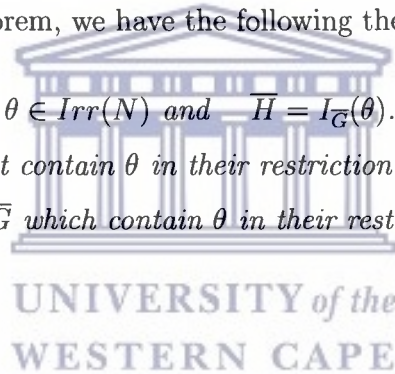 orem, we have the following the
θ ∈ Irr(N) and H̅ = I_G̅(θ).
t contain θ in their restriction
G̅ which contain θ in their rest
UNIVERSITY of the
WESTERN CAPE